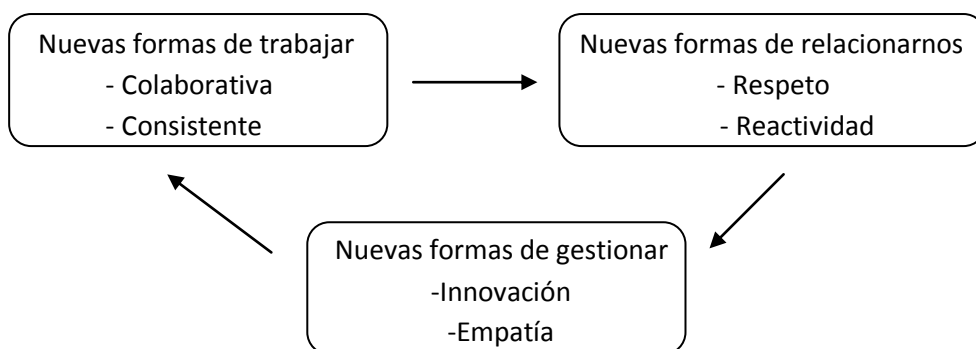 Nuevas formas de trabajar
- Colaborativa
- Consistente
Nuevas formas de relacionarnos
- Respeto
- Reactividad
Nuevas formas de gestionar
-Innovación
-Empatía